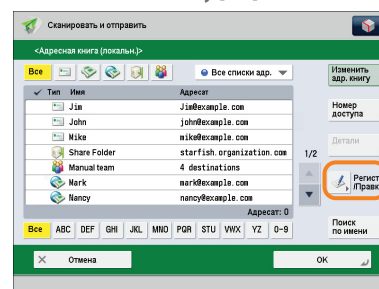 Сканировать и отправить
<Адресная книга (локальн.)>
Все
Все списки адр.
Изменить
адр. книгу
Тип Имя Адресат
Jim Jim@example.com
John john@example.com
Mike mike@example.com
Share Folder starfish.organization.com
Manual team 4 destinations
Mark mark@example.com
Nancy nancy@example.com
1/2
Номер
доступа
Детали
Регист
/Правк
Адресат: 0
Все ABC DEF GHI JKL MNO PQR STU VWX YZ 0-9
Поиск
по имени
Отмена
OK